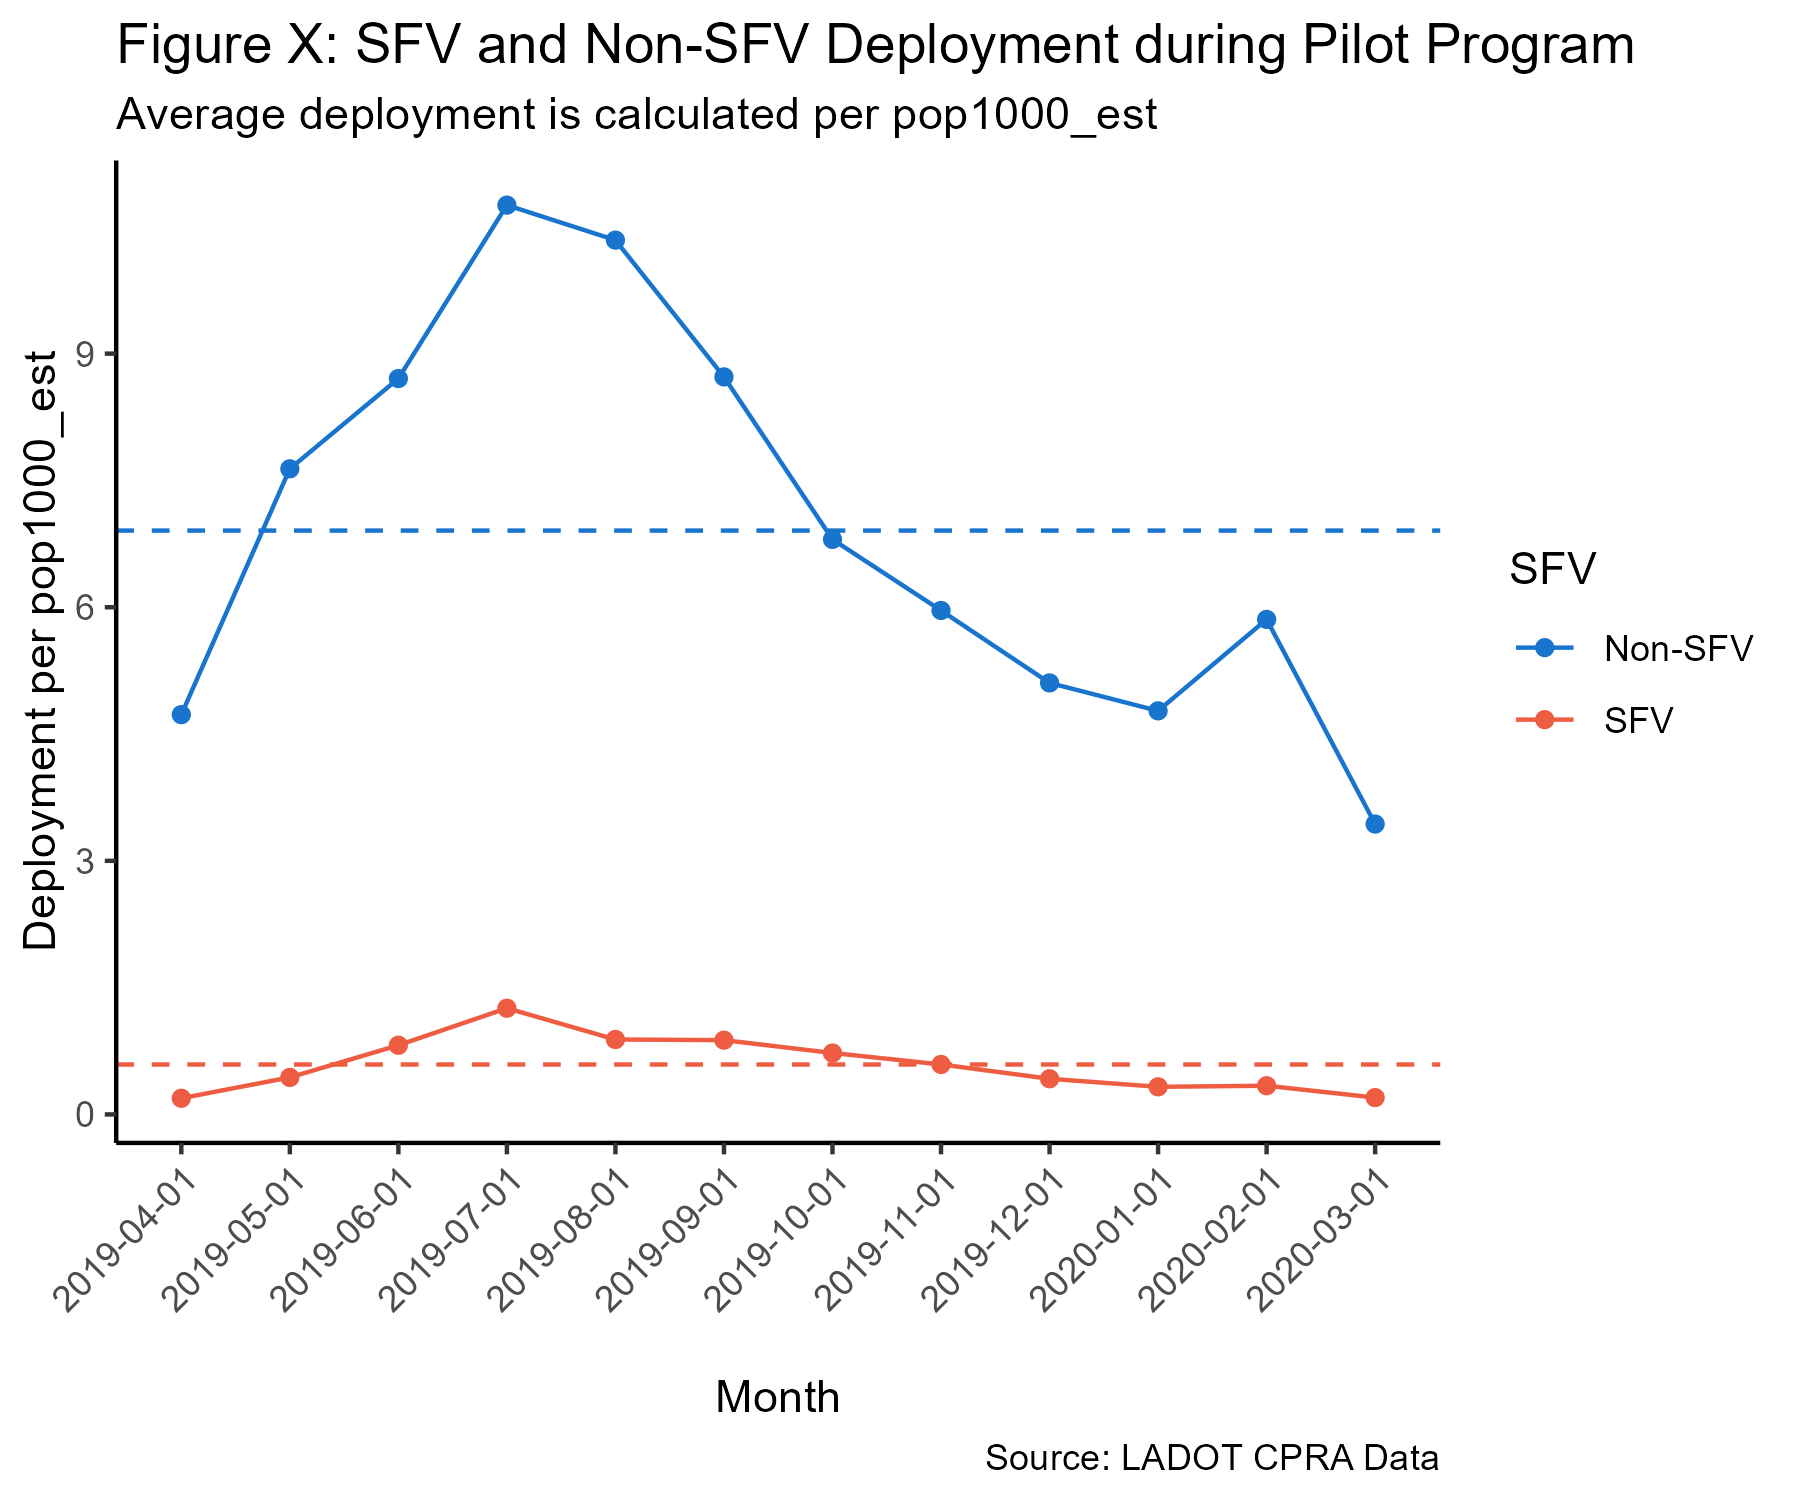 Figure X: SFV and Non-SFV Deployment during Pilot Program
Average deployment is calculated per pop1000_est
Deployment per pop1000_est
9
6
3
0
2019-04-01
2019-05-01
2019-06-01
2019-07-01
2019-08-01
2019-09-01
2019-10-01
2019-11-01
2019-12-01
2020-01-01
2020-02-01
2020-03-01
Month
SFV
Non-SFV
SFV
Source: LADOT CPRA Data